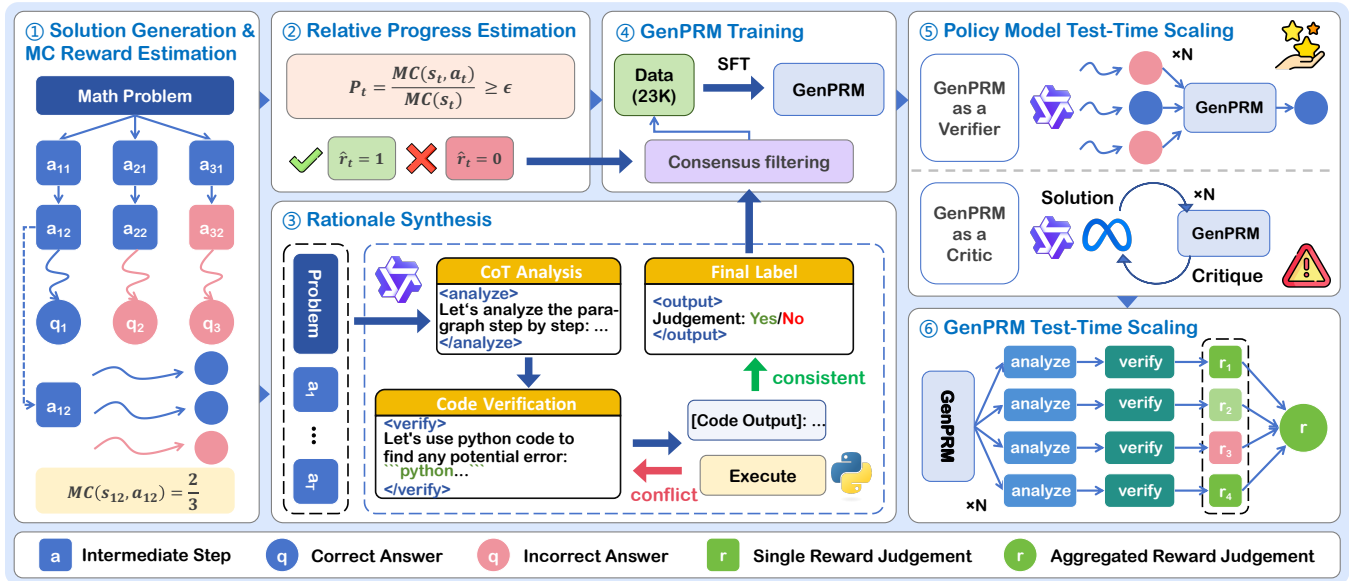 ① Solution Generation &
MC Reward Estimation
Math Problem
a11 a21 a31
a12 a22 a32
q1 q2 q3
a12
MC(s12, a12) = 2/3
② Relative Progress Estimation
Pt = MC(st, at) / MC(st) ≥ ϵ
r̂t = 1 r̂t = 0
③ Rationale Synthesis
Problem
a1
...
aT
CoT Analysis
<analyze>
Let's analyze the para-
graph step by step: ...
</analyze>
Code Verification
<verify>
Let's use python code to
find any potential error:
```python...```
</verify>
Final Label
<output>
Judgement: Yes/No
</output>
consistent
[Code Output]: ...
conflict
Execute
④ GenPRM Training
Data
(23K)
SFT
GenPRM
Consensus filtering
⑤ Policy Model Test-Time Scaling
GenPRM
as a
Verifier
×N
GenPRM
GenPRM
as a
Critic
Solution
×N
GenPRM
Critique
⑥ GenPRM Test-Time Scaling
GenPRM
×N
analyze verify r1
analyze verify r2
analyze verify r3
analyze verify r4
r
a Intermediate Step
q Correct Answer
q Incorrect Answer
r Single Reward Judgement
r Aggregated Reward Judgement